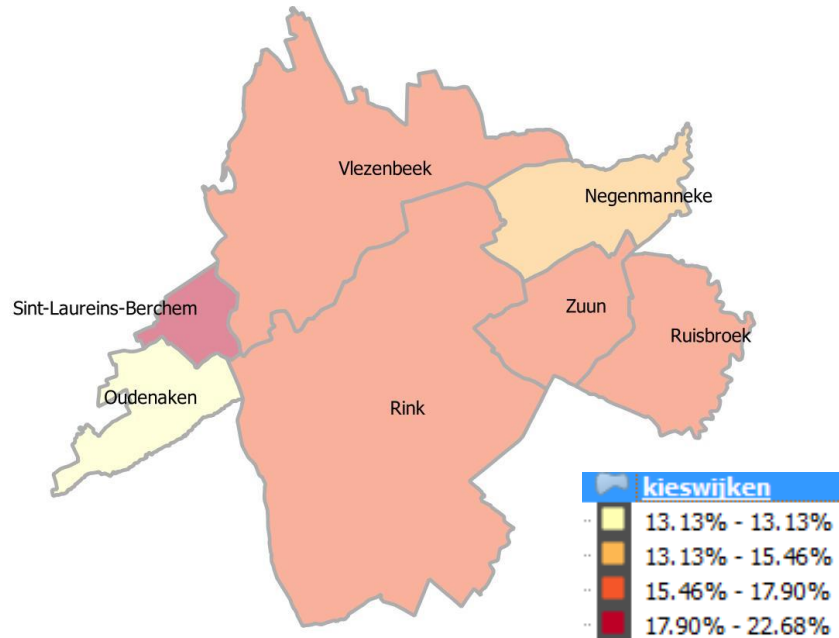 Vlezenbeek
Negenmanneke
Sint-Laureins-Berchem
Zuun
Ruisbroek
Oudenaken
Rink
kieswijken
13.13% - 13.13%
13.13% - 15.46%
15.46% - 17.90%
17.90% - 22.68%